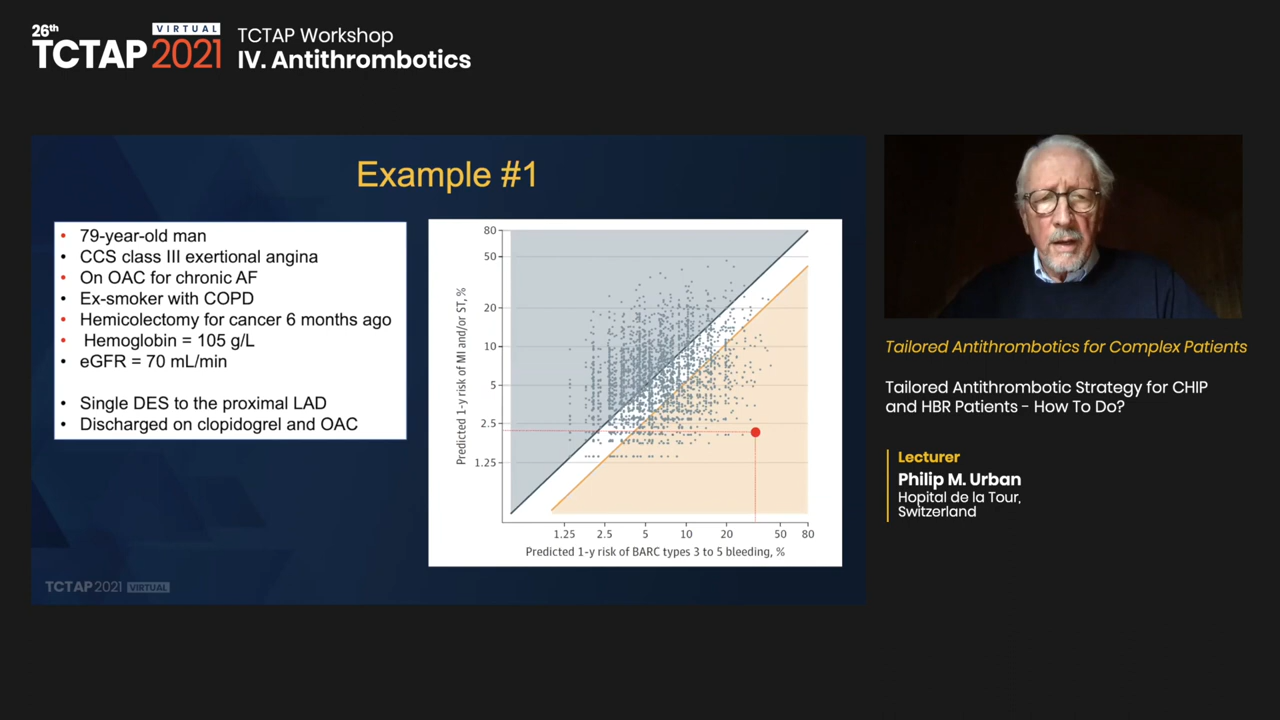 26th
VIRTUAL
TCTAP 2021
TCTAP Workshop
IV. Antithrombotics
Example #1
• 79-year-old man
• CCS class III exertional angina
• On OAC for chronic AF
• Ex-smoker with COPD
• Hemicolectomy for cancer 6 months ago
• Hemoglobin = 105 g/L
• eGFR = 70 mL/min
• Single DES to the proximal LAD
• Discharged on clopidogrel and OAC
Predicted 1-y risk of MI and/or ST, %
80
50
20
10
5
2.5
1.25
1.25 2.5 5 10 20 50 80
Predicted 1-y risk of BARC types 3 to 5 bleeding, %
TCTAP 2021 VIRTUAL
Tailored Antithrombotics for Complex Patients
Tailored Antithrombotic Strategy for CHIP
and HBR Patients - How To Do?
Lecturer
Philip M. Urban
Hopital de la Tour,
Switzerland